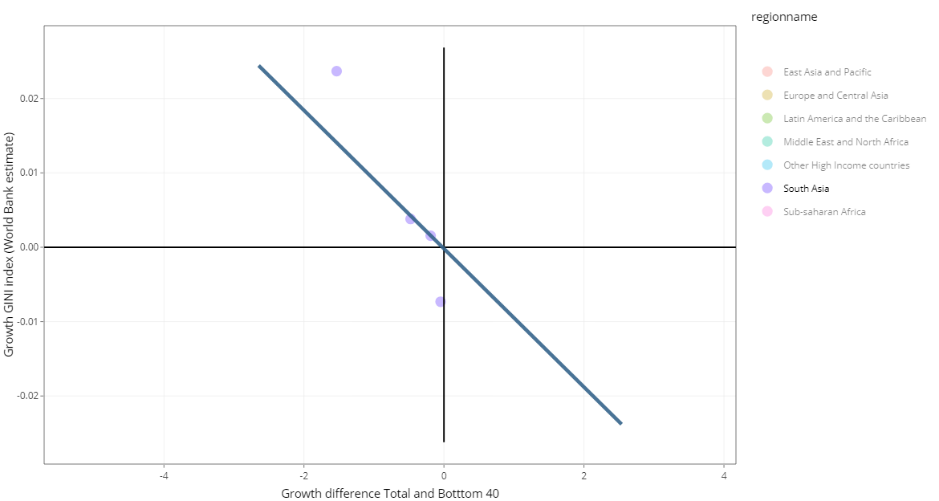 regionname
East Asia and Pacific
Europe and Central Asia
Latin America and the Caribbean
Middle East and North Africa
Other High Income countries
South Asia
Sub-saharan Africa
Growth GINI index (World Bank estimate)
0.02
0.01
0.00
-0.01
-0.02
-4
-2
0
2
4
Growth difference Total and Botttom 40